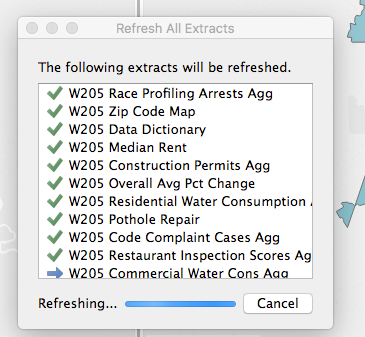 Refresh All Extracts
The following extracts will be refreshed.
W205 Race Profiling Arrests Agg
W205 Zip Code Map
W205 Data Dictionary
W205 Median Rent
W205 Construction Permits Agg
W205 Overall Avg Pct Change
W205 Residential Water Consumption
W205 Pothole Repair
W205 Code Complaint Cases Agg
W205 Restaurant Inspection Scores Ag
W205 Commercial Water Cons Agg
Refreshing...
Cancel